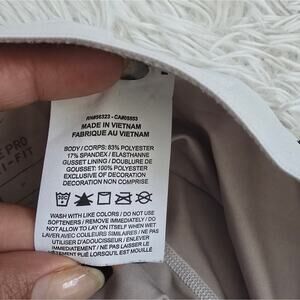 RN#56323 - CA#05553
MADE IN VIETNAM
FABRIQUÉ AU VIETNAM
BODY / CORPS: 83% POLYESTER
17% SPANDEX / ELASTHANNE
GUSSET LINING / DOUBLURE DE
GOUSSET: 100% POLYESTER
EXCLUSIVE OF DECORATION
DECORATION NON COMPRISE
WASH WITH LIKE COLORS / DO NOT USE
SOFTENERS / REMOVE IMMEDIATELY / DO
NOT ALLOW TO LAY ON ITSELF WHEN WET
LAVER AVEC COULEURS SIMILAIRES / NE PAS
UTILISER D'ADOUCISSEUR / ENLEVER
IMMÉDIATEMENT / NE PAS LAISSER LE
PLIÉ LORSQU'IL EST MOUILLÉ
PRO
-FIT